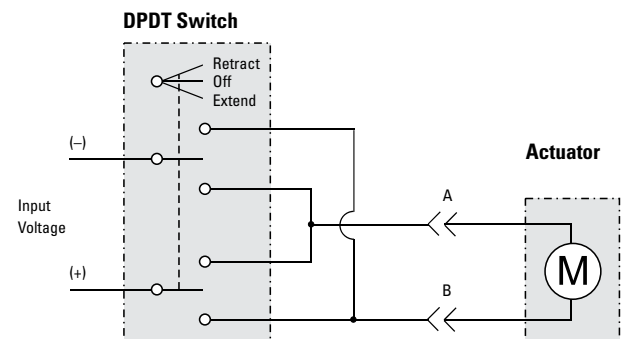 DPDT Switch
Retract
Off
Extend
(–)
Actuator
A
Input
Voltage
M
(+)
B